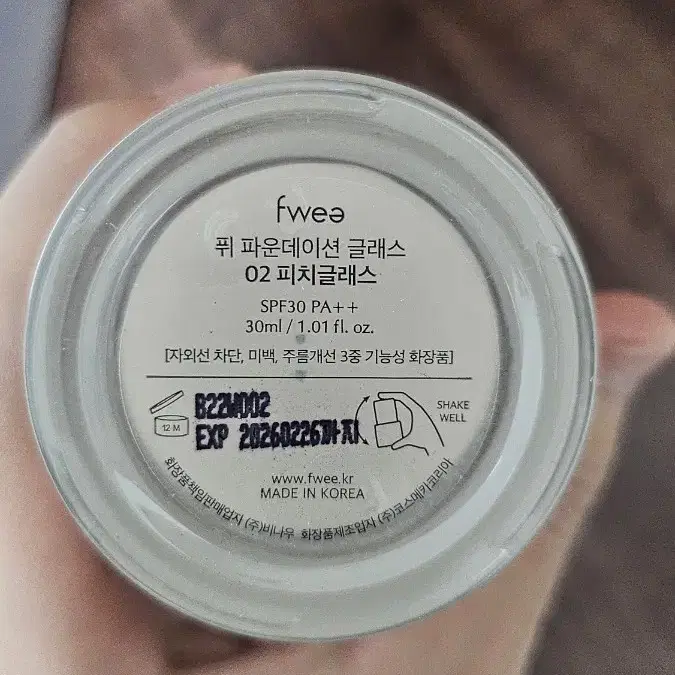 fwee
퓌 파운데이션 글래스
02 피치글래스
SPF30 PA++
30ml / 1.01 fl. oz.
[자외선 차단, 미백, 주름개선 3중 기능성 화장품]
12 M
B22W002
EXP 20260226까지
SHAKE
WELL
www.fwee.kr
MADE IN KOREA
화장품책임판매업자 (주)비나우 화장품제조업자 (주)코스메카코리아